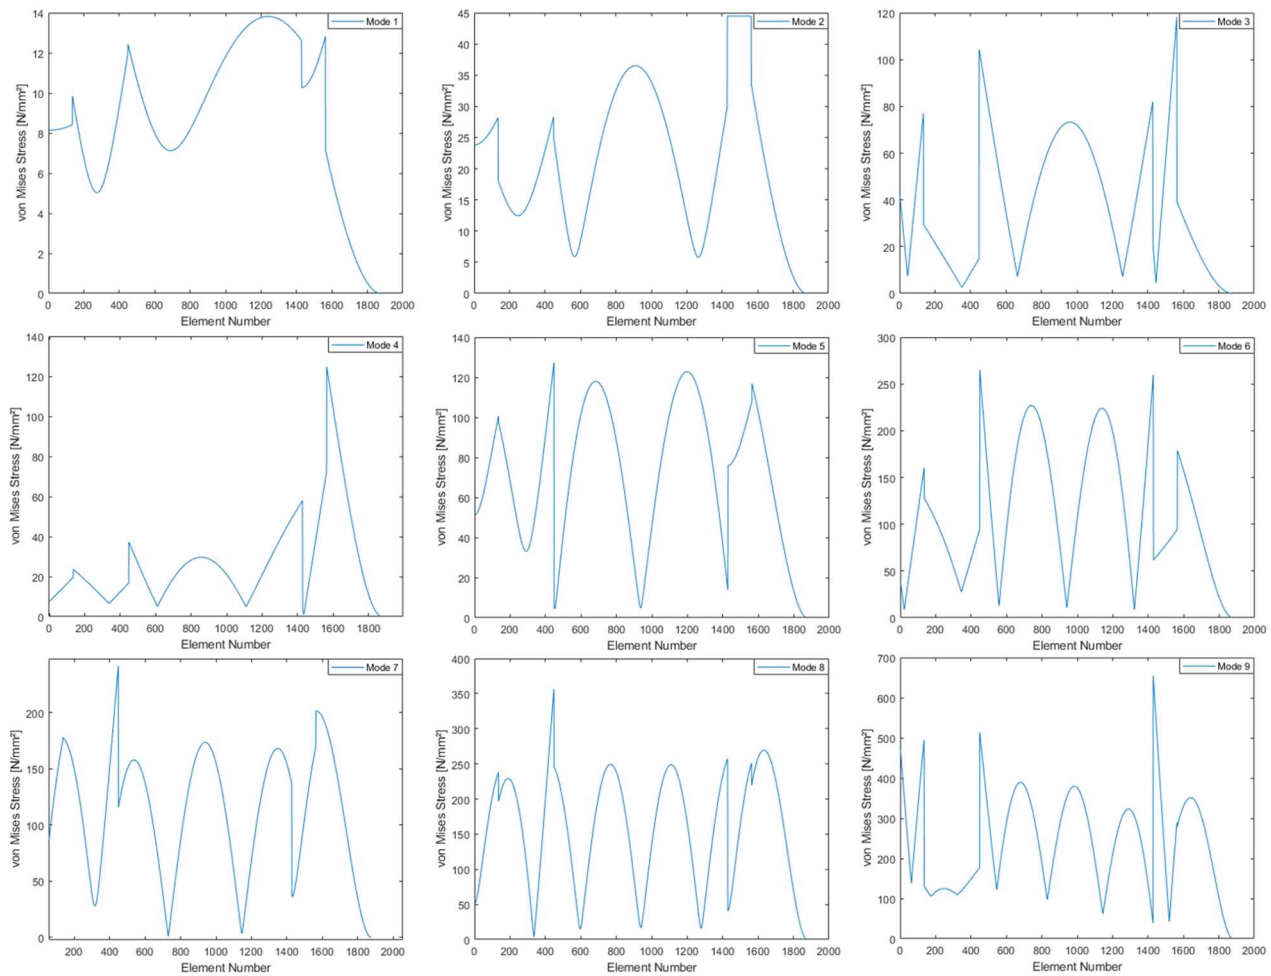 Mode 1
von Mises Stress [N/mm²]
14
12
10
8
6
4
2
0
0 200 400 600 800 1000 1200 1400 1600 1800 2000
Element Number
Mode 2
von Mises Stress [N/mm²]
45
40
35
30
25
20
15
10
5
0
0 200 400 600 800 1000 1200 1400 1600 1800 2000
Element Number
Mode 3
von Mises Stress [N/mm²]
120
100
80
60
40
20
0
0 200 400 600 800 1000 1200 1400 1600 1800 2000
Element Number
Mode 4
von Mises Stress [N/mm²]
140
120
100
80
60
40
20
0
0 200 400 600 800 1000 1200 1400 1600 1800
Element Number
Mode 5
von Mises Stress [N/mm²]
140
120
100
80
60
40
20
0
0 200 400 600 800 1000 1200 1400 1600 1800 2000
Element Number
Mode 6
von Mises Stress [N/mm²]
300
250
200
150
100
50
0
0 200 400 600 800 1000 1200 1400 1600 1800 2000
Element Number
Mode 7
von Mises Stress [N/mm²]
200
150
100
50
0
200 400 600 800 1000 1200 1400 1600 1800 2000
Element Number
Mode 8
von Mises Stress [N/mm²]
400
350
300
250
200
150
100
50
0
0 200 400 600 800 1000 1200 1400 1600 1800 2000
Element Number
Mode 9
von Mises Stress [N/mm²]
700
600
500
400
300
200
100
0
0 200 400 600 800 1000 1200 1400 1600 1800 2000
Element Number